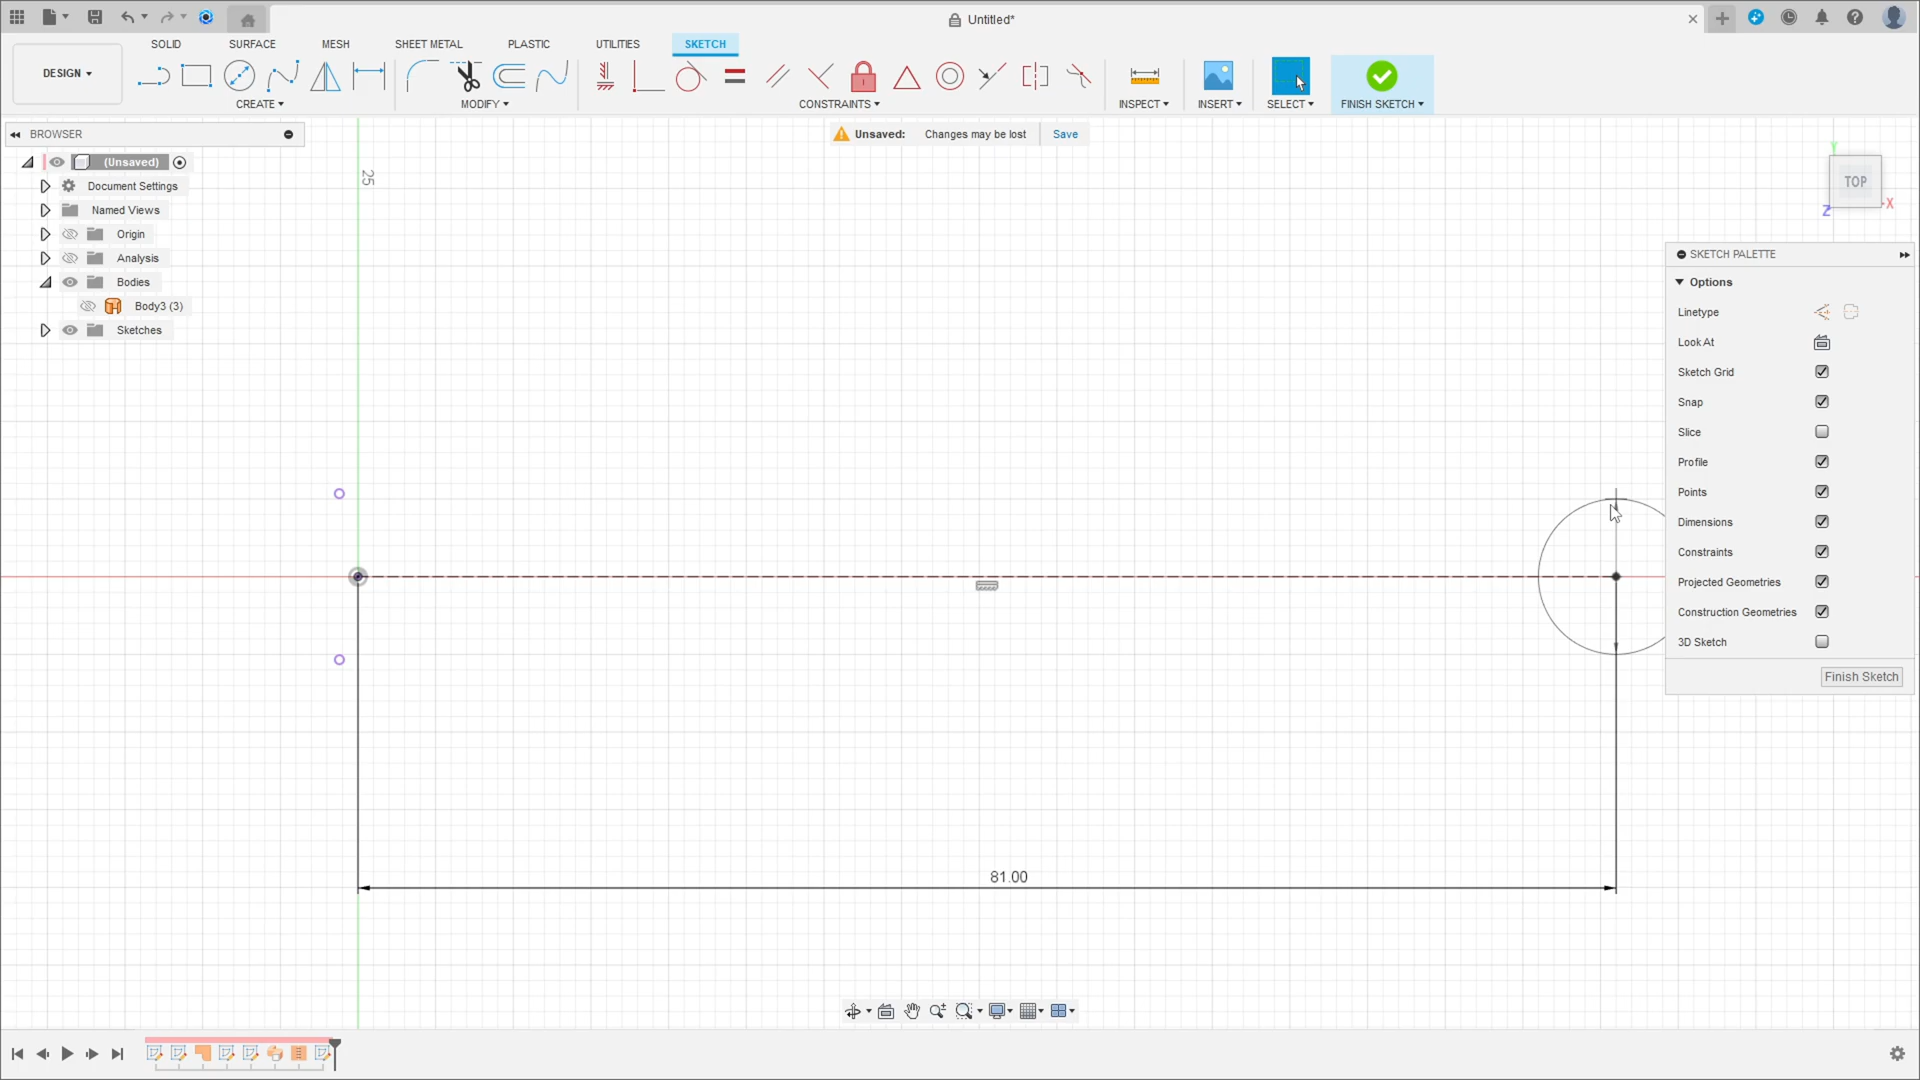 Untitled*
SOLID
SURFACE
MESH
SHEET METAL
PLASTIC
UTILITIES
SKETCH
DESIGN
CREATE
MODIFY
CONSTRAINTS
INSPECT
INSERT
SELECT
FINISH SKETCH
BROWSER
Unsaved: Changes may be lost Save
(Unsaved)
Document Settings
Named Views
Origin
Analysis
Bodies
Body3 (3)
Sketches
25
TOP
Y
X
Z
SKETCH PALETTE
Options
Linetype
Look At
Sketch Grid
Snap
Slice
Profile
Points
Dimensions
Constraints
Projected Geometries
Construction Geometries
3D Sketch
Finish Sketch
81.00